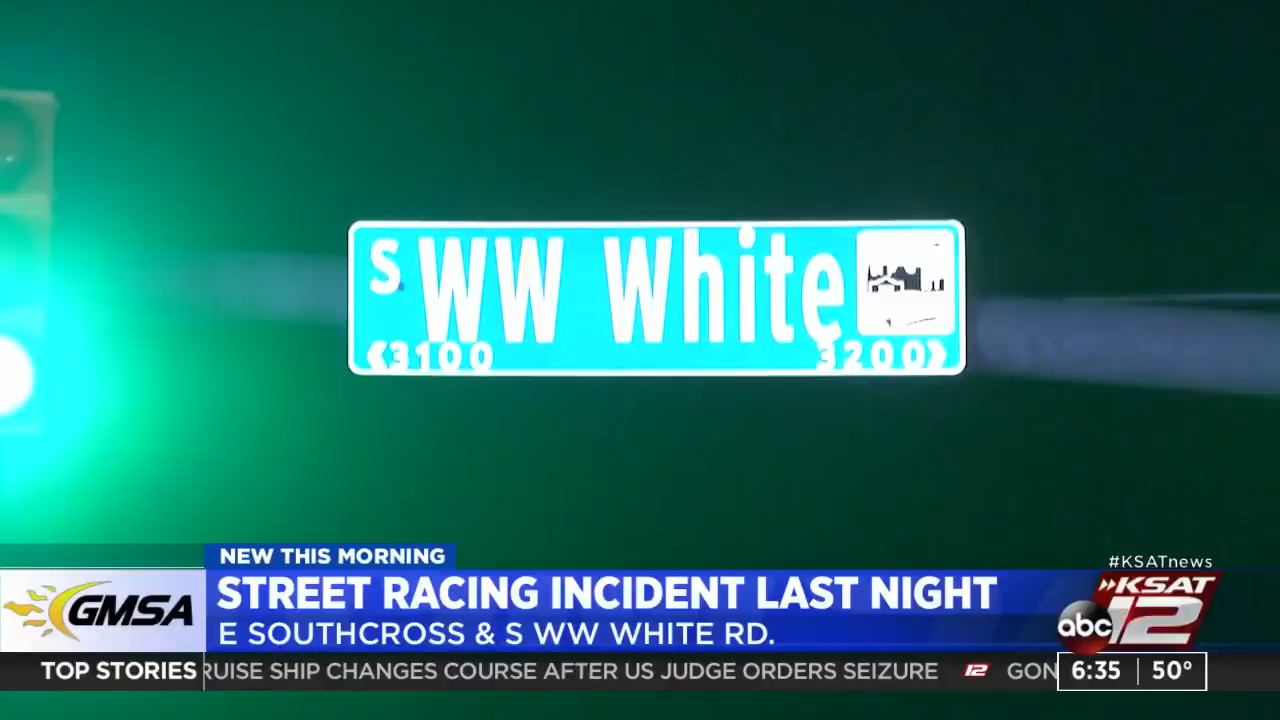 S WW White
3100 3200
NEW THIS MORNING
#KSATnews
GMSA
STREET RACING INCIDENT LAST NIGHT
E SOUTHCROSS & S WW WHITE RD.
KSAT
abc 12
TOP STORIES RUISE SHIP CHANGES COURSE AFTER US JUDGE ORDERS SEIZURE 12 GON 6:35 50°